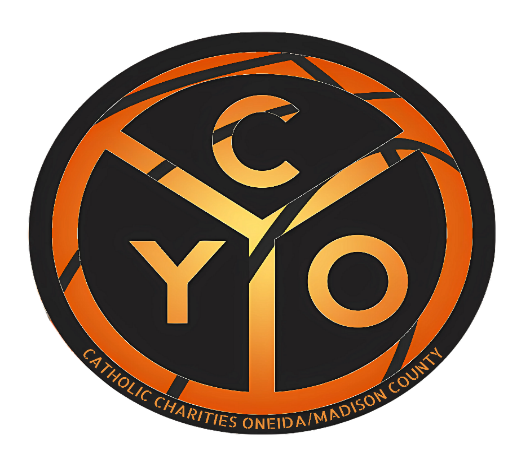 C
Y O
CATHOLIC CHARITIES ONEIDA/MADISON COUNTY